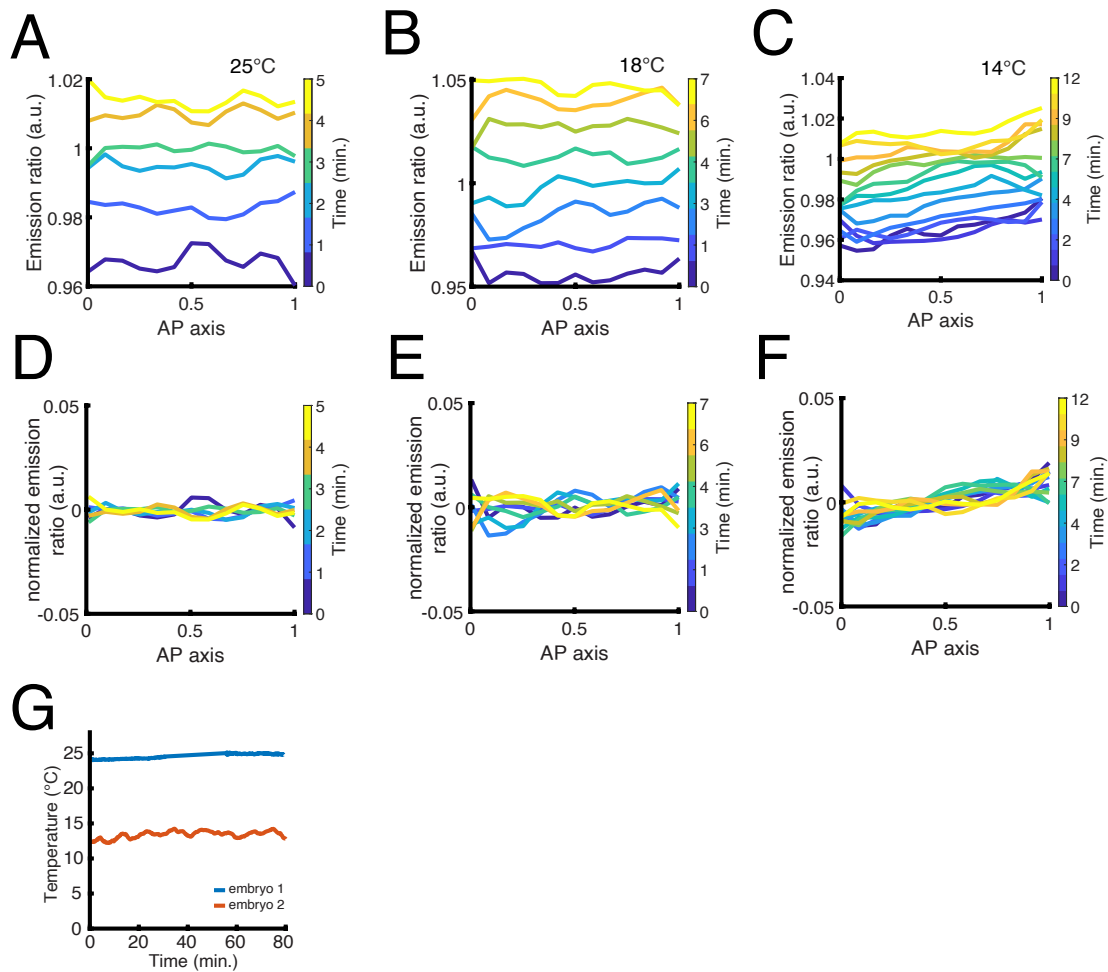 A
25°C
Emission ratio (a.u.)
1.02
1
0.98
0.96
0
0.5
1
AP axis
5
4
3
2
1
0
Time (min.)
B
18°C
Emission ratio (a.u.)
1.05
1
0.95
0
0.5
1
AP axis
7
6
4
3
1
0
Time (min.)
C
14°C
Emission ratio (a.u.)
1.04
1.02
1
0.98
0.96
0.94
0
0.5
1
AP axis
12
9
7
4
2
0
Time (min.)
D
normalized emission
ratio (a.u.)
0.05
0
-0.05
0
0.5
1
AP axis
5
4
3
2
1
0
Time (min.)
E
normalized emission
ratio (a.u.)
0.05
0
-0.05
0
0.5
1
AP axis
7
6
4
3
1
0
Time (min.)
F
normalized emission
ratio (a.u.)
0.05
0
-0.05
0
0.5
1
AP axis
12
9
7
4
2
0
Time (min.)
G
Temperature (°C)
25
20
15
10
5
0
0
20
40
60
80
Time (min.)
embryo 1
embryo 2